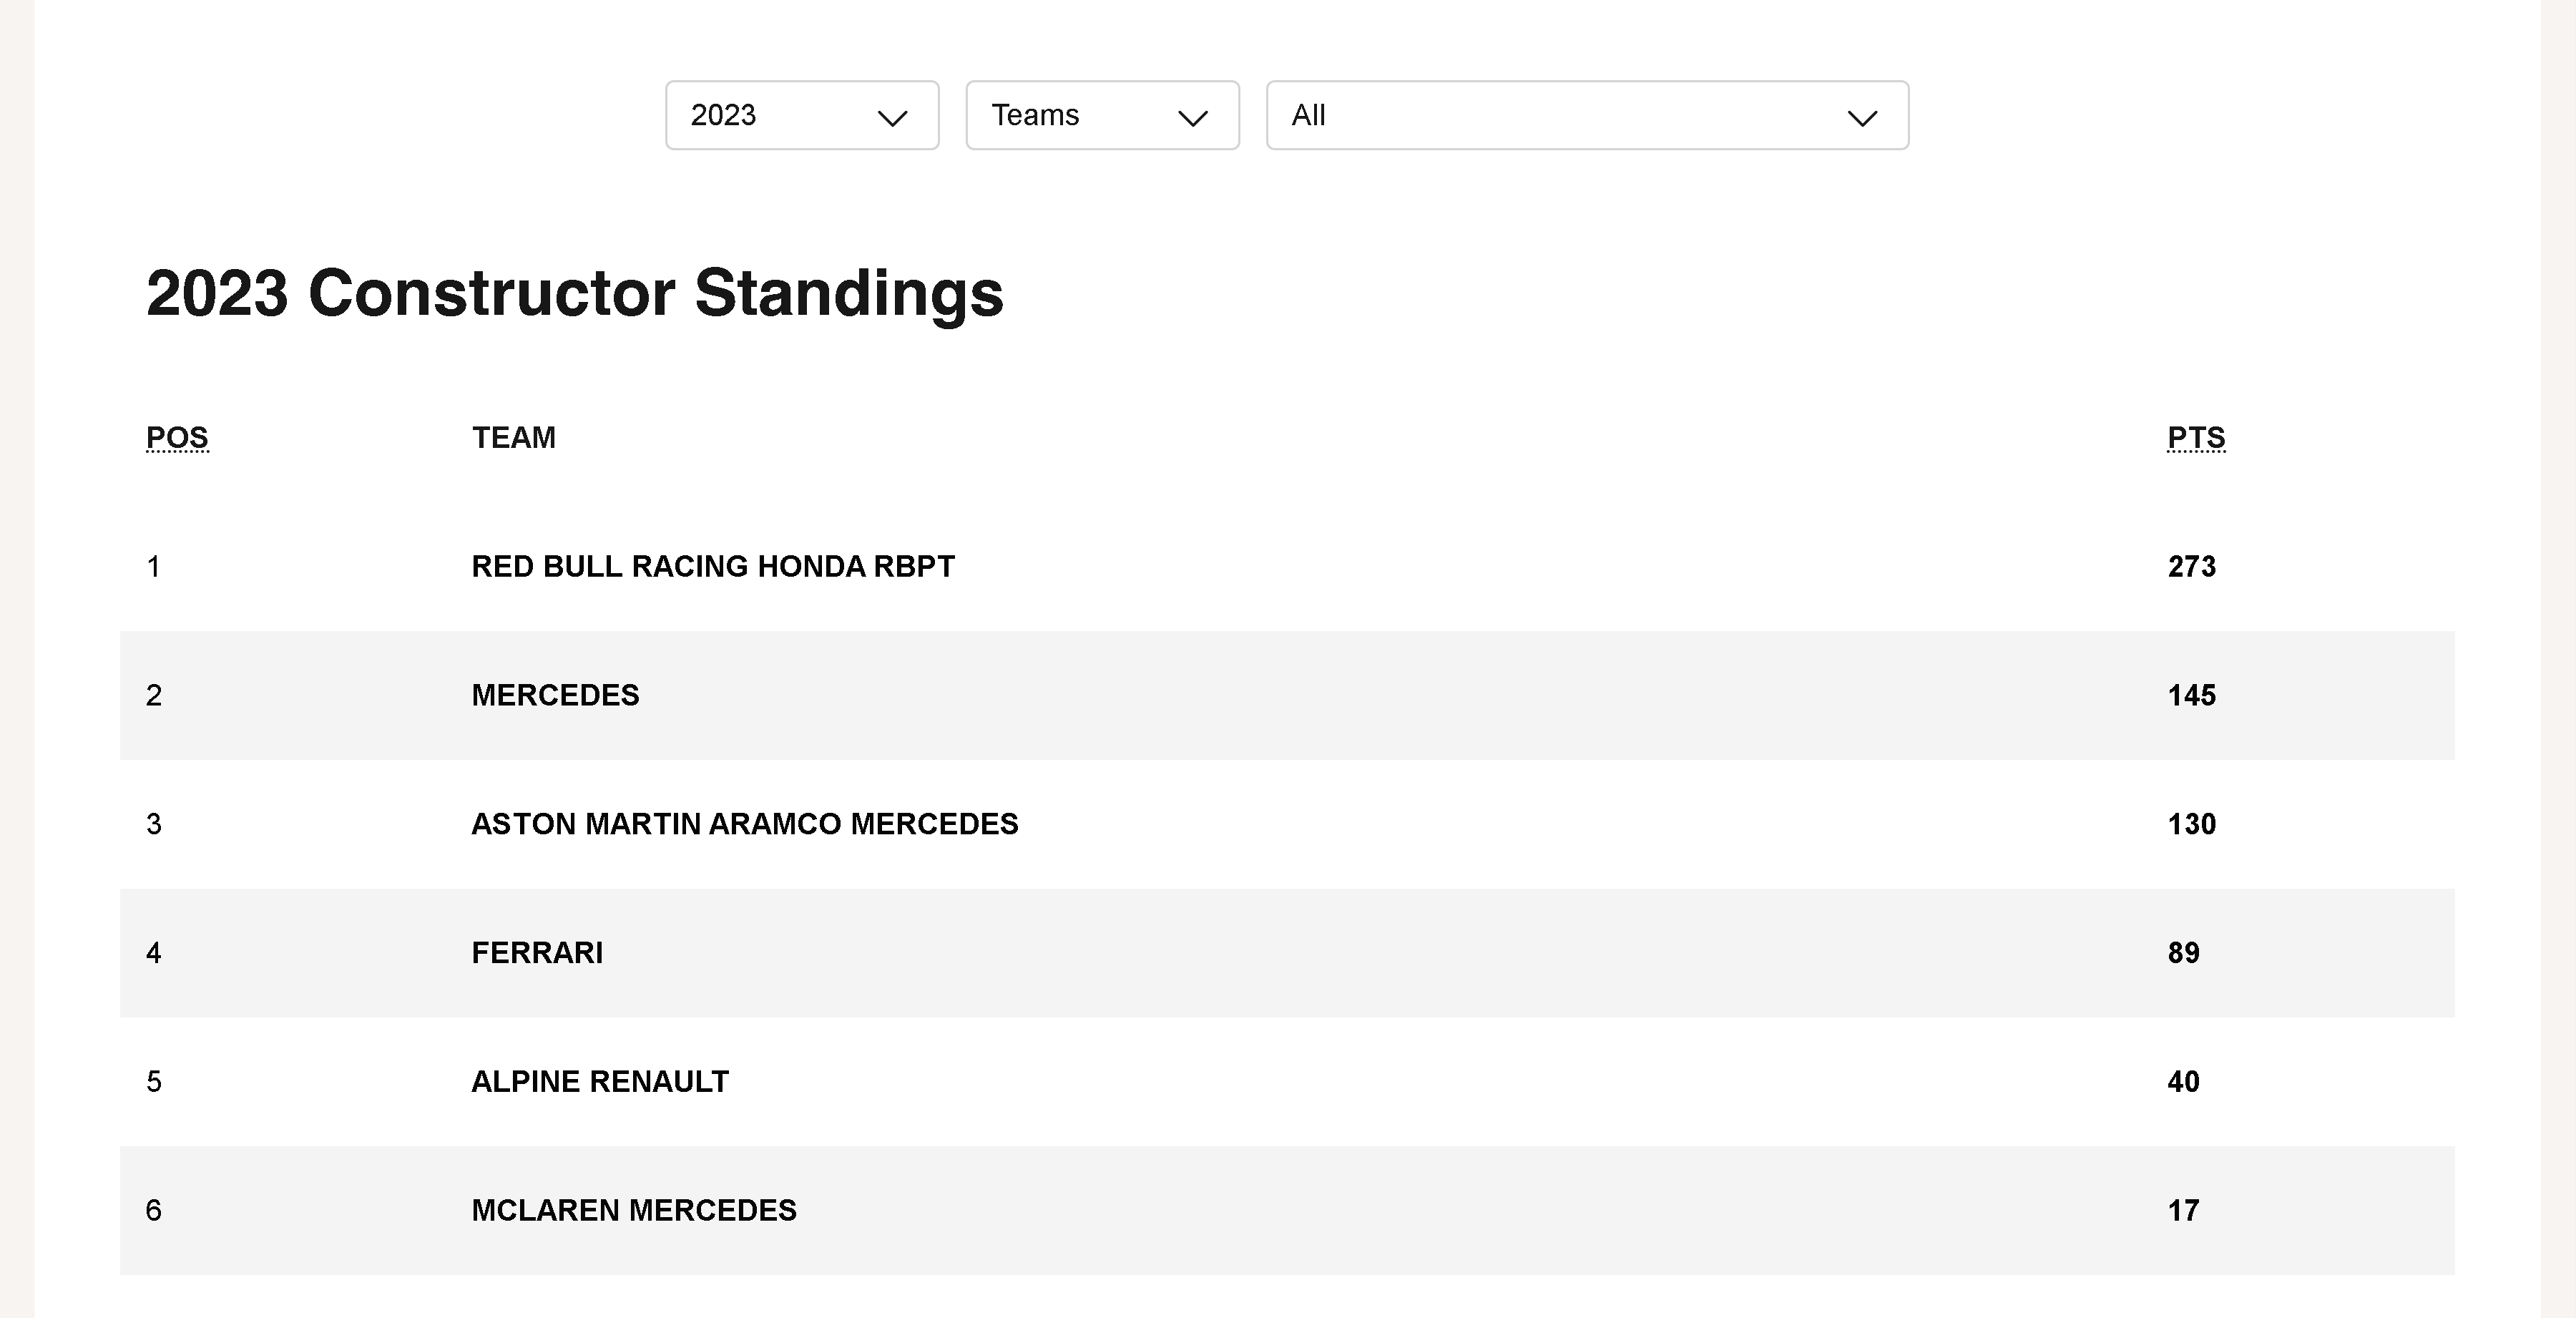 2023 Teams All
2023 Constructor Standings
POS TEAM PTS
1 RED BULL RACING HONDA RBPT 273
2 MERCEDES 145
3 ASTON MARTIN ARAMCO MERCEDES 130
4 FERRARI 89
5 ALPINE RENAULT 40
6 MCLAREN MERCEDES 17